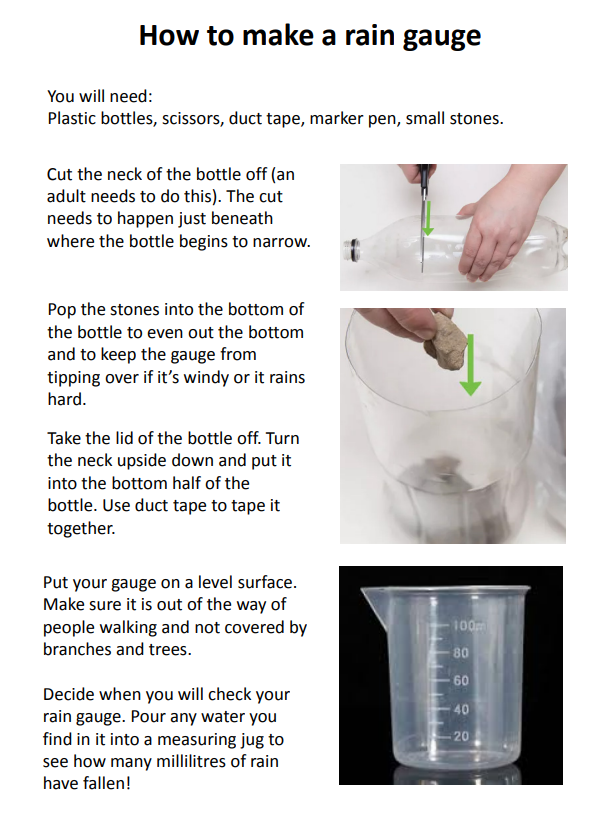 How to make a rain gauge
You will need:
Plastic bottles, scissors, duct tape, marker pen, small stones.
Cut the neck of the bottle off (an
adult needs to do this). The cut
needs to happen just beneath
where the bottle begins to narrow.
Pop the stones into the bottom of
the bottle to even out the bottom
and to keep the gauge from
tipping over if it’s windy or it rains
hard.
Take the lid of the bottle off. Turn
the neck upside down and put it
into the bottom half of the
bottle. Use duct tape to tape it
together.
Put your gauge on a level surface.
Make sure it is out of the way of
people walking and not covered by
branches and trees.
Decide when you will check your
rain gauge. Pour any water you
find in it into a measuring jug to
see how many millilitres of rain
have fallen!
100ml
80
60
40
20